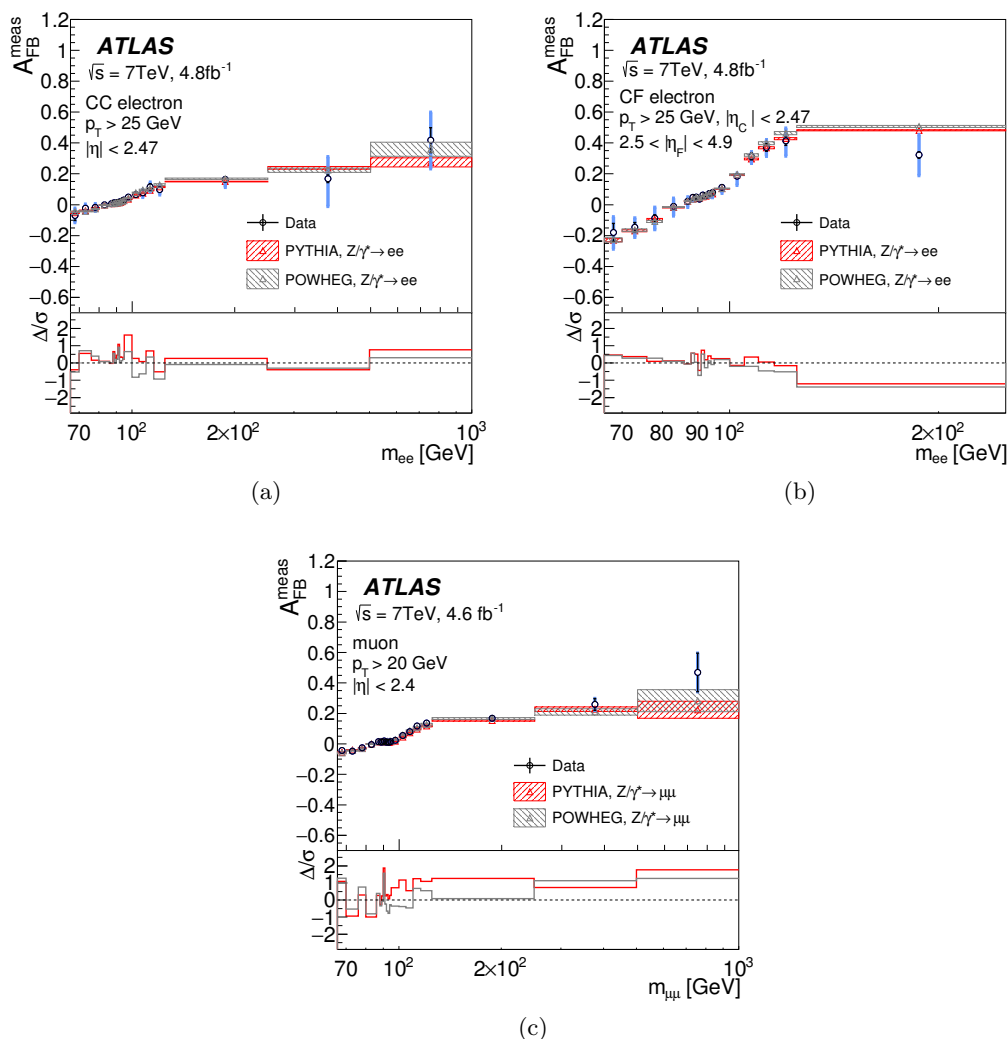 A_FB^meas
1.2
1
0.8
0.6
0.4
0.2
0
−0.2
−0.4
−0.6
ATLAS
√s = 7TeV, 4.8fb⁻¹
CC electron
p_T > 25 GeV
|η| < 2.47
Data
PYTHIA, Z/γ*→ee
POWHEG, Z/γ*→ee
Δ/σ
2
1
0
−1
−2
70
10²
2×10²
10³
m_ee [GeV]
(a)
A_FB^meas
1.2
1
0.8
0.6
0.4
0.2
0
−0.2
−0.4
−0.6
ATLAS
√s = 7TeV, 4.8fb⁻¹
CF electron
p_T > 25 GeV, |η_C| < 2.47
2.5 < |η_F| < 4.9
Data
PYTHIA, Z/γ*→ee
POWHEG, Z/γ*→ee
Δ/σ
2
1
0
−1
−2
70
80
90
10²
2×10²
m_ee [GeV]
(b)
A_FB^meas
1.2
1
0.8
0.6
0.4
0.2
0
−0.2
−0.4
−0.6
ATLAS
√s = 7TeV, 4.6 fb⁻¹
muon
p_T > 20 GeV
|η| < 2.4
Data
PYTHIA, Z/γ*→μμ
POWHEG, Z/γ*→μμ
Δ/σ
2
1
0
−1
−2
70
10²
2×10²
10³
m_μμ [GeV]
(c)